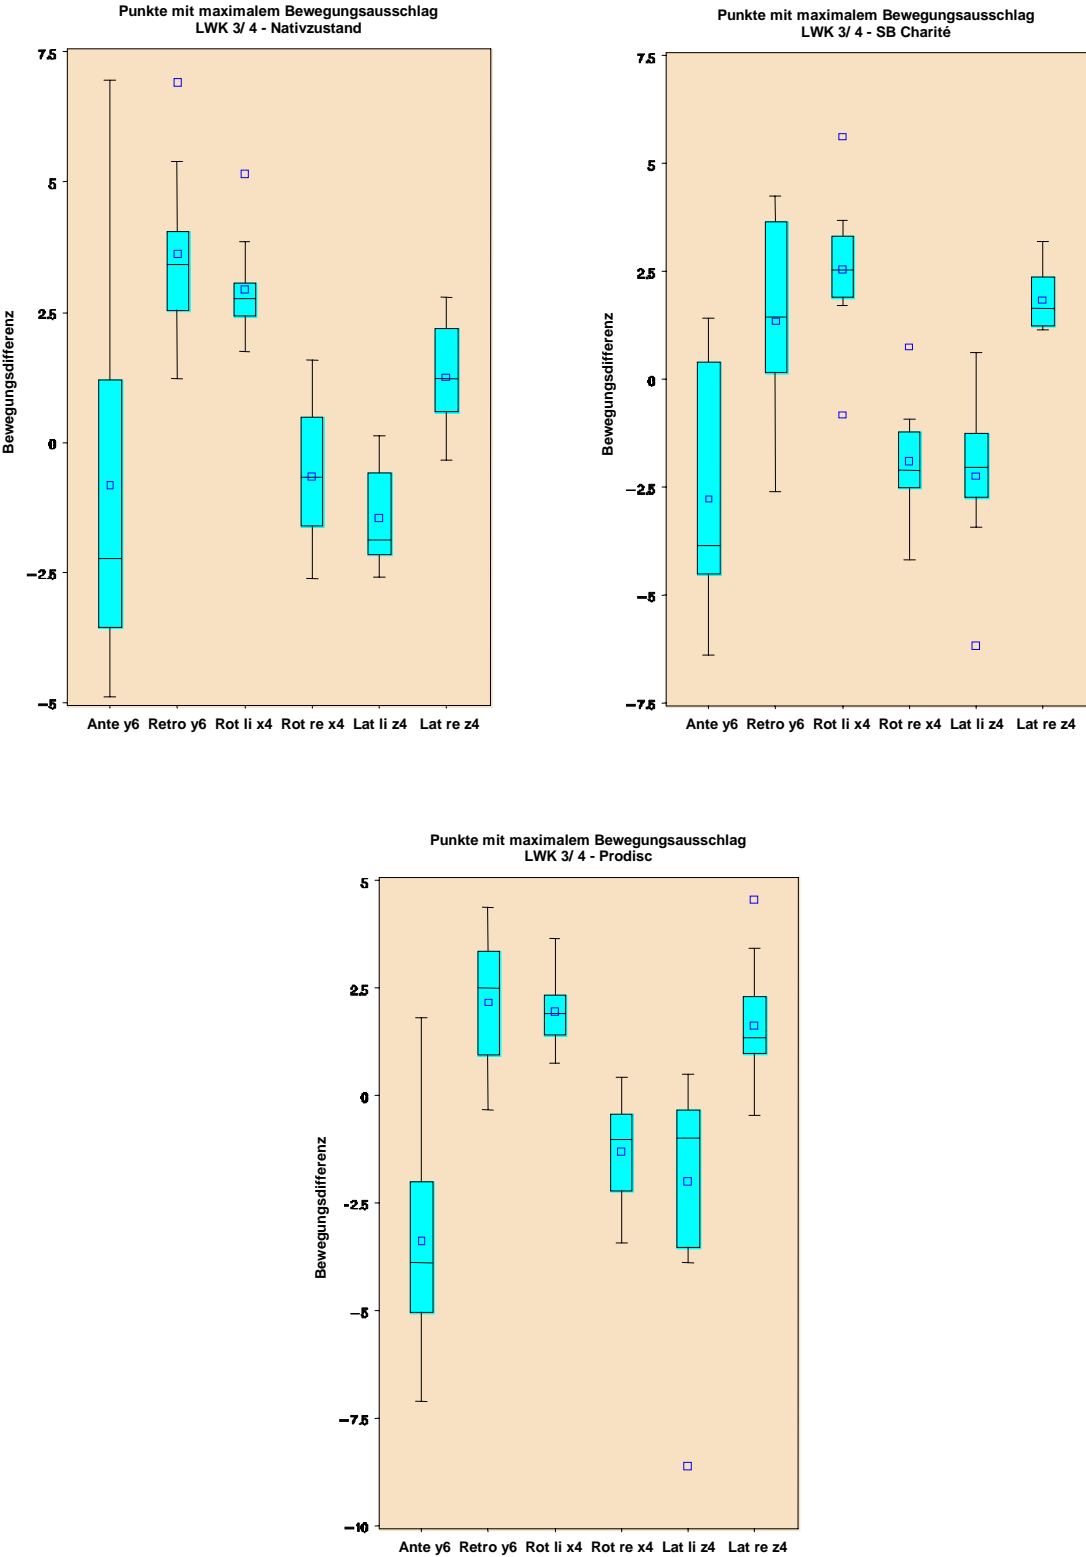 Punkte mit maximalem Bewegungsausschlag
LWK 3/ 4 - Nativzustand
7.5
5
2.5
0
−2.5
−5
Bewegungsdifferenz
Ante y6 Retro y6 Rot li x4 Rot re x4 Lat li z4 Lat re z4
Punkte mit maximalem Bewegungsausschlag
LWK 3/ 4 - SB Charité
7.5
5
2.5
0
−2.5
−5
−7.5
Bewegungsdifferenz
Ante y6 Retro y6 Rot li x4 Rot re x4 Lat li z4 Lat re z4
Punkte mit maximalem Bewegungsausschlag
LWK 3/ 4 - Prodisc
5
2.5
0
-2.5
−5
−7.5
−10
Bewegungsdifferenz
Ante y6 Retro y6 Rot li x4 Rot re x4 Lat li z4 Lat re z4